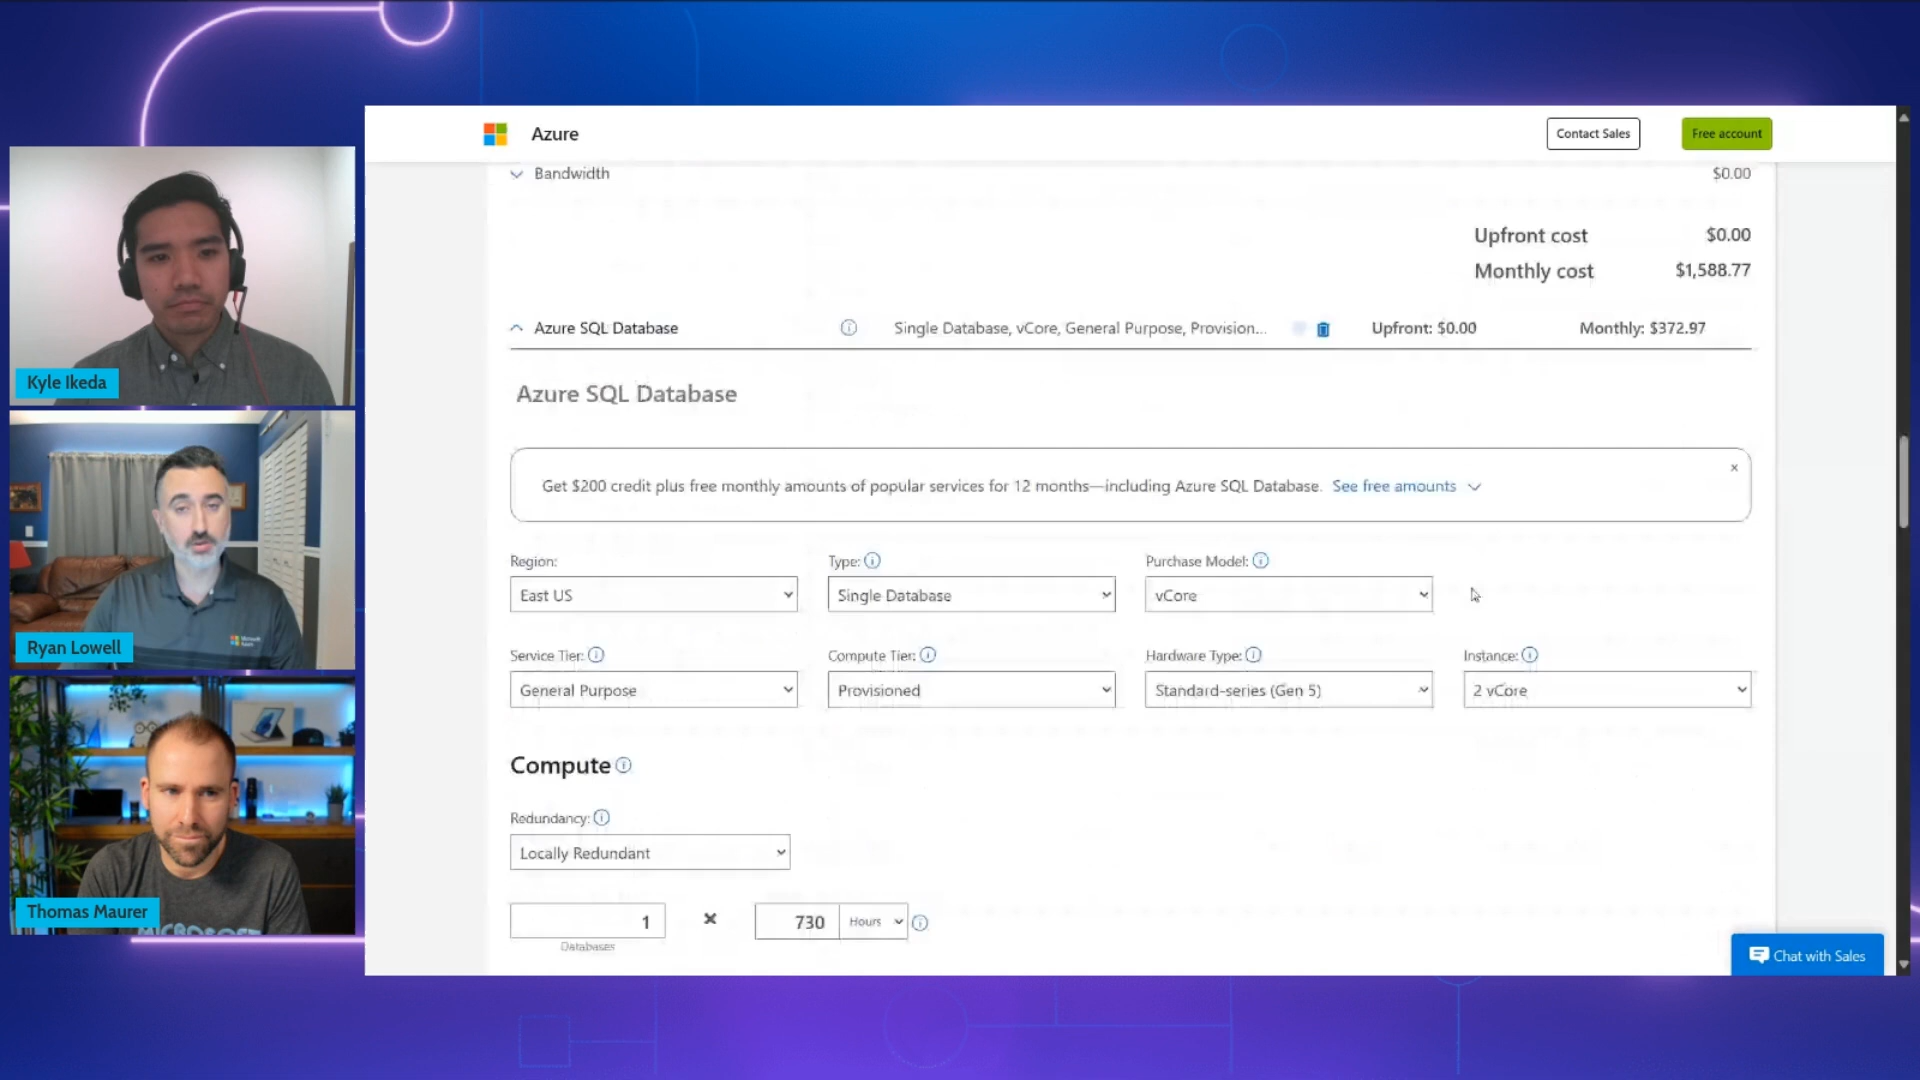 Azure
Contact Sales
Free account
Bandwidth
$0.00
Upfront cost
$0.00
Monthly cost
$1,588.77
Azure SQL Database
Single Database, vCore, General Purpose, Provision...
Upfront: $0.00
Monthly: $372.97
Azure SQL Database
Get $200 credit plus free monthly amounts of popular services for 12 months—including Azure SQL Database. See free amounts
Region:
Type:
Purchase Model:
East US
Single Database
vCore
Service Tier:
Compute Tier:
Hardware Type:
Instance:
General Purpose
Provisioned
Standard-series (Gen 5)
2 vCore
Compute
Redundancy:
Locally Redundant
1
×
730
Hours
Databases
Chat with Sales
Kyle Ikeda
Ryan Lowell
Thomas Maurer